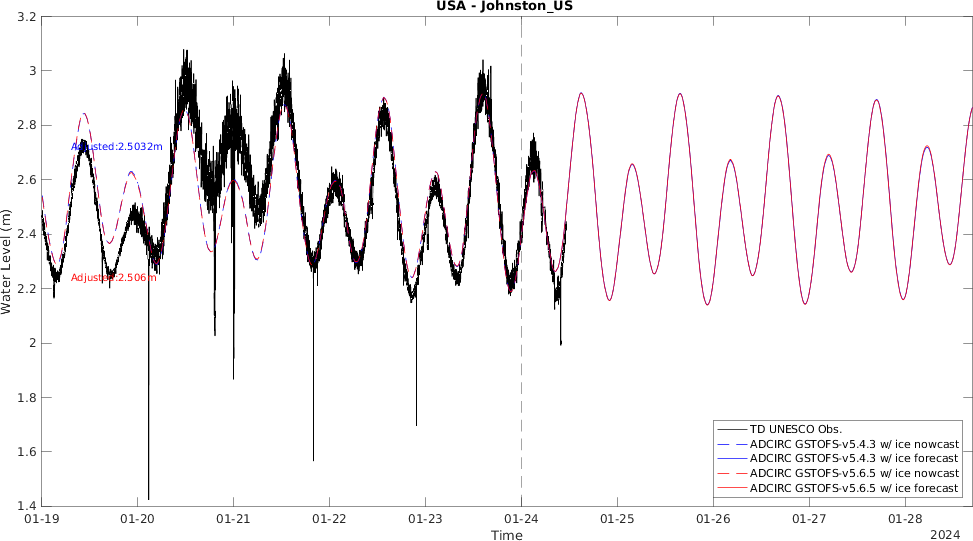 USA - Johnston_US
3.2
3
2.8
2.6
2.4
2.2
2
1.8
1.6
1.4
Water Level (m)
Adjusted:2.5032m
Adjusted:2.506m
TD UNESCO Obs.
ADCIRC GSTOFS-v5.4.3 w/ ice nowcast
ADCIRC GSTOFS-v5.4.3 w/ ice forecast
ADCIRC GSTOFS-v5.6.5 w/ ice nowcast
ADCIRC GSTOFS-v5.6.5 w/ ice forecast
01-19 01-20 01-21 01-22 01-23 01-24 01-25 01-26 01-27 01-28
Time
2024